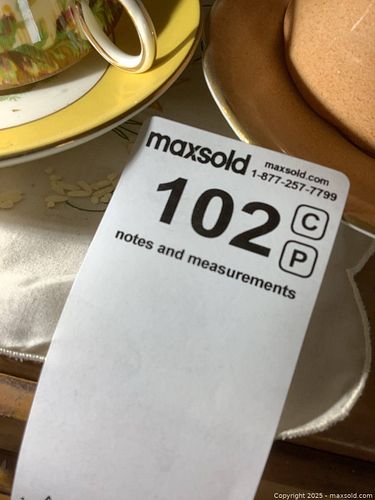 maxsold
maxsold.com
1-877-257-7799
102
C
P
notes and measurements
Copyright 2025 - maxsold.com